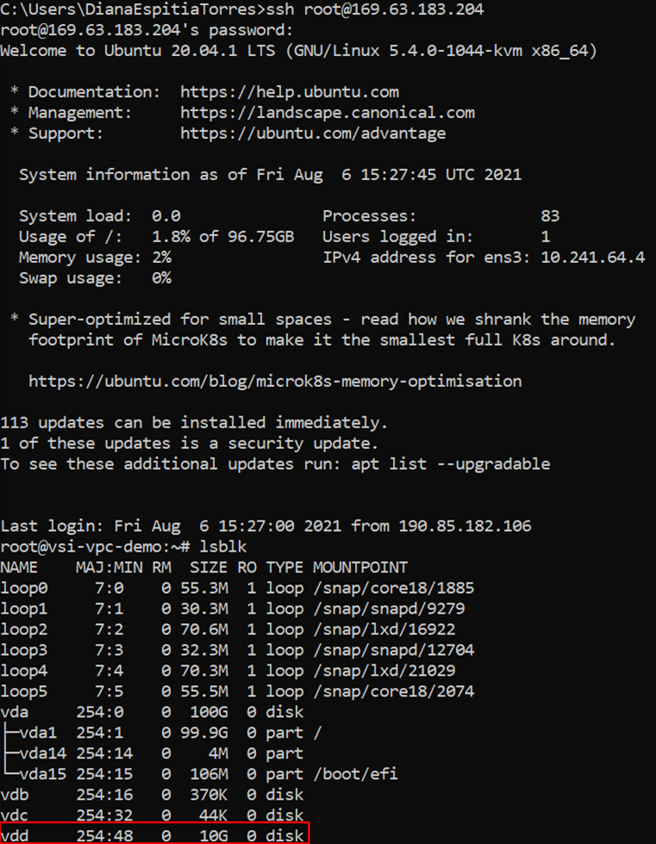 C:\Users\DianaEspitiaTorres>ssh root@169.63.183.204
root@169.63.183.204's password:
Welcome to Ubuntu 20.04.1 LTS (GNU/Linux 5.4.0-1044-kvm x86_64)
* Documentation:  https://help.ubuntu.com
* Management:     https://landscape.canonical.com
* Support:        https://ubuntu.com/advantage
System information as of Fri Aug  6 15:27:45 UTC 2021
System load:  0.0                Processes:             83
Usage of /:   1.8% of 96.75GB   Users logged in:       1
Memory usage: 2%                 IPv4 address for ens3: 10.241.64.4
Swap usage:   0%
* Super-optimized for small spaces - read how we shrank the memory
footprint of MicroK8s to make it the smallest full K8s around.
https://ubuntu.com/blog/microk8s-memory-optimisation
113 updates can be installed immediately.
1 of these updates is a security update.
To see these additional updates run: apt list --upgradable
Last login: Fri Aug  6 15:27:00 2021 from 190.85.182.106
root@vsi-vpc-demo:~# lsblk
NAME    MAJ:MIN RM  SIZE RO TYPE MOUNTPOINT
loop0     7:0    0 55.3M  1 loop /snap/core18/1885
loop1     7:1    0 30.3M  1 loop /snap/snapd/9279
loop2     7:2    0 70.6M  1 loop /snap/lxd/16922
loop3     7:3    0 32.3M  1 loop /snap/snapd/12704
loop4     7:4    0 70.3M  1 loop /snap/lxd/21029
loop5     7:5    0 55.5M  1 loop /snap/core18/2074
vda     254:0    0  100G  0 disk
├─vda1  254:1    0 99.9G  0 part /
├─vda14 254:14   0    4M  0 part
└─vda15 254:15   0  106M  0 part /boot/efi
vdb     254:16   0  370K  0 disk
vdc     254:32   0   44K  0 disk
vdd     254:48   0   10G  0 disk